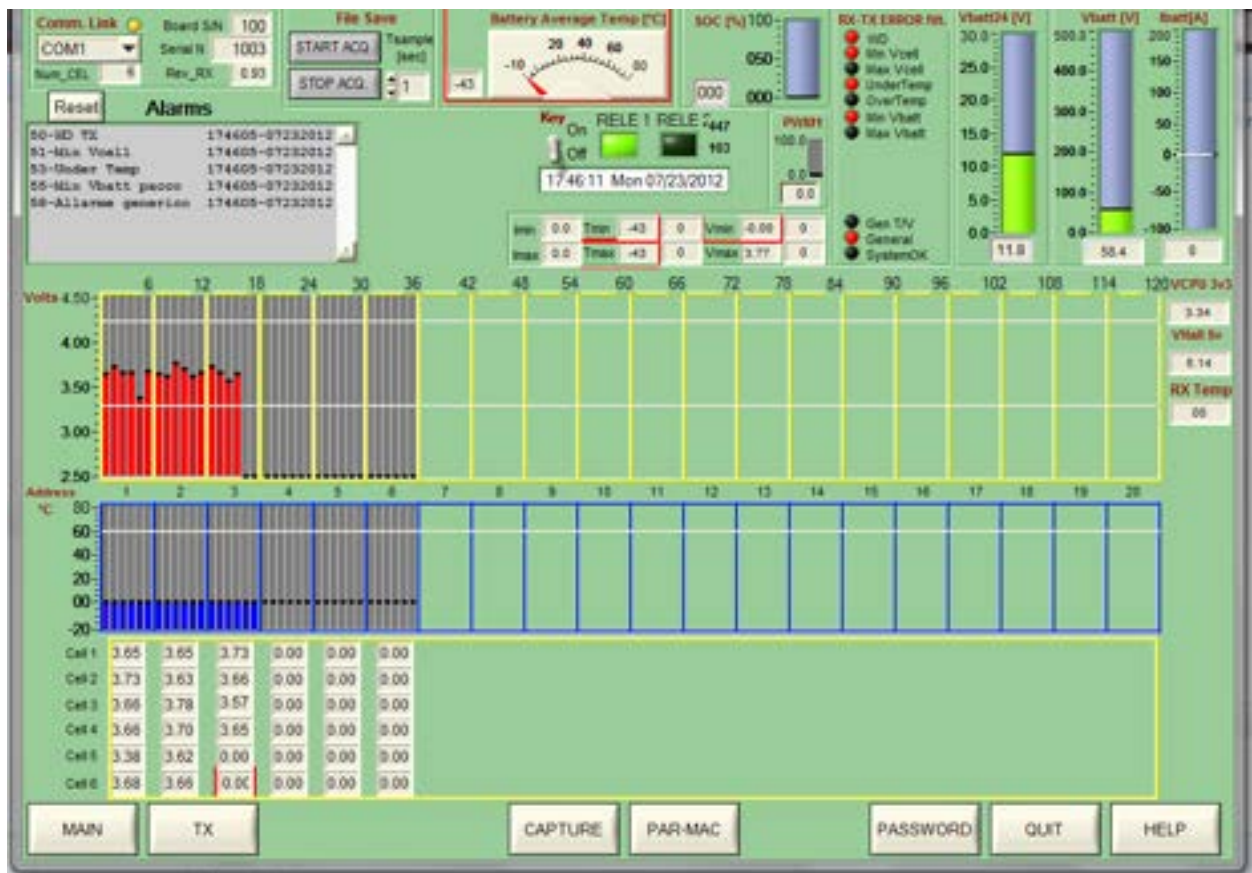 Comm. Link Board S/N 100
COM1 Serial N 1003
Num_CEL 6 Rev_RX 0.93
File Save
START ACQ. Tsample [sec]
STOP ACQ. 1
Battery Average Temp [°C]
-10 20 40 60 80
-43
SOC [%] 100
050
000 000
RX-TX ERROR
WD
Min Vcell
Max Vcell
UnderTemp
OverTemp
Min Vbatt
Max Vbatt
Gen T/V
General
SystemOK
Vbatt24 [V]
30.0
25.0
20.0
15.0
10.0
5.0
0.0
11.8
Vbatt [V]
500.0
400.0
300.0
200.0
100.0
0.0
58.4
Ibatt[A]
200
150
100
50
0
-50
-100
0
Reset Alarms
50-WD TX 174605-07232012
51-Min Vcell 174605-07232012
53-Under Temp 174605-07232012
55-Min Vbatt pacco 174605-07232012
58-Allarme generico 174605-07232012
Key On Off
RELE 1 RELE 2
447
103
PWM1
100.0
0.0
0.0
17:46:11 Mon 07/23/2012
Imin 0.0 Tmin -43 0 Vmin -0.00 0
Imax 0.0 Tmax -43 0 Vmax 3.77 0
6 12 18 24 30 36 42 48 54 60 66 72 78 84 90 96 102 108 114 120
Volts 4.50
4.00
3.50
3.00
2.50
VCPU 3v3
3.34
5.14
RX Temp
Address 1 2 3 4 5 6 7 8 9 10 11 12 13 14 15 16 17 18 19 20
°C 80
60
40
20
00
-20
Cell 1 3.65 3.65 3.73 0.00 0.00 0.00
Cell 2 3.73 3.63 3.66 0.00 0.00 0.00
Cell 3 3.66 3.78 3.57 0.00 0.00 0.00
Cell 4 3.66 3.70 3.65 0.00 0.00 0.00
Cell 5 3.38 3.62 0.00 0.00 0.00 0.00
Cell 6 3.68 3.66 0.00 0.00 0.00 0.00
MAIN TX CAPTURE PAR-MAC PASSWORD QUIT HELP